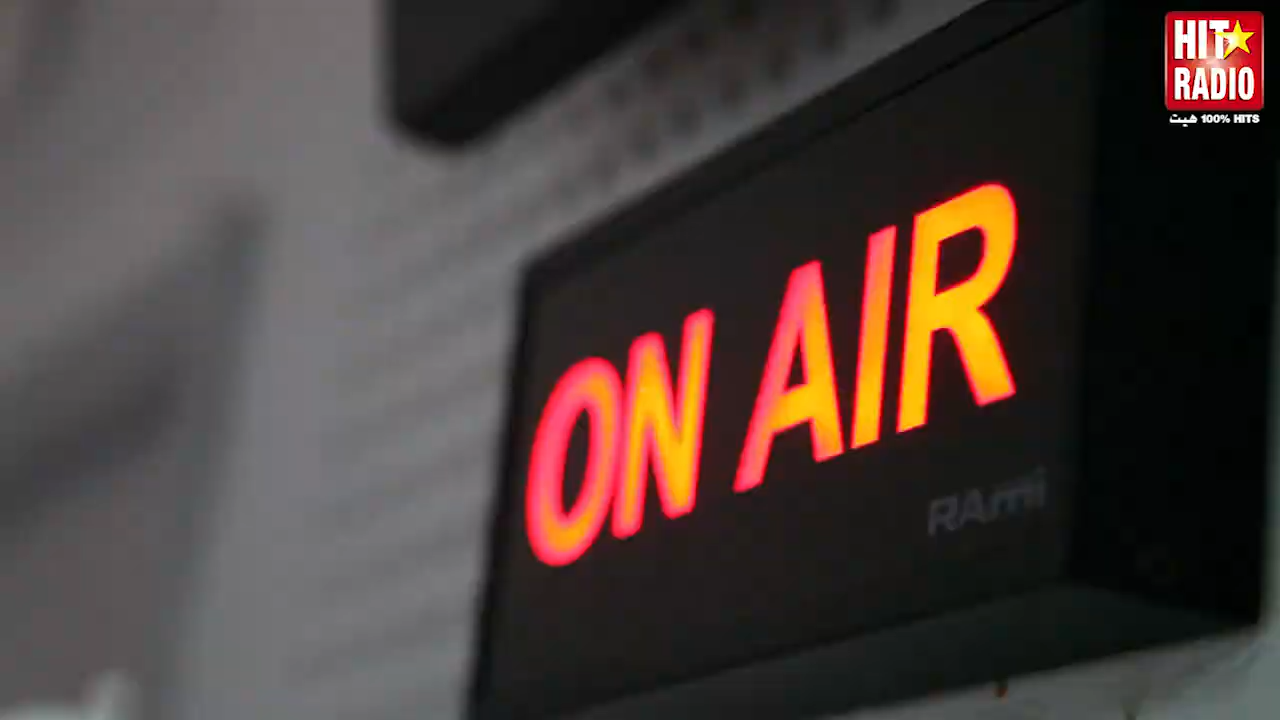 HIT
RADIO
هيت 100% HITS
ON AIR
RAmi